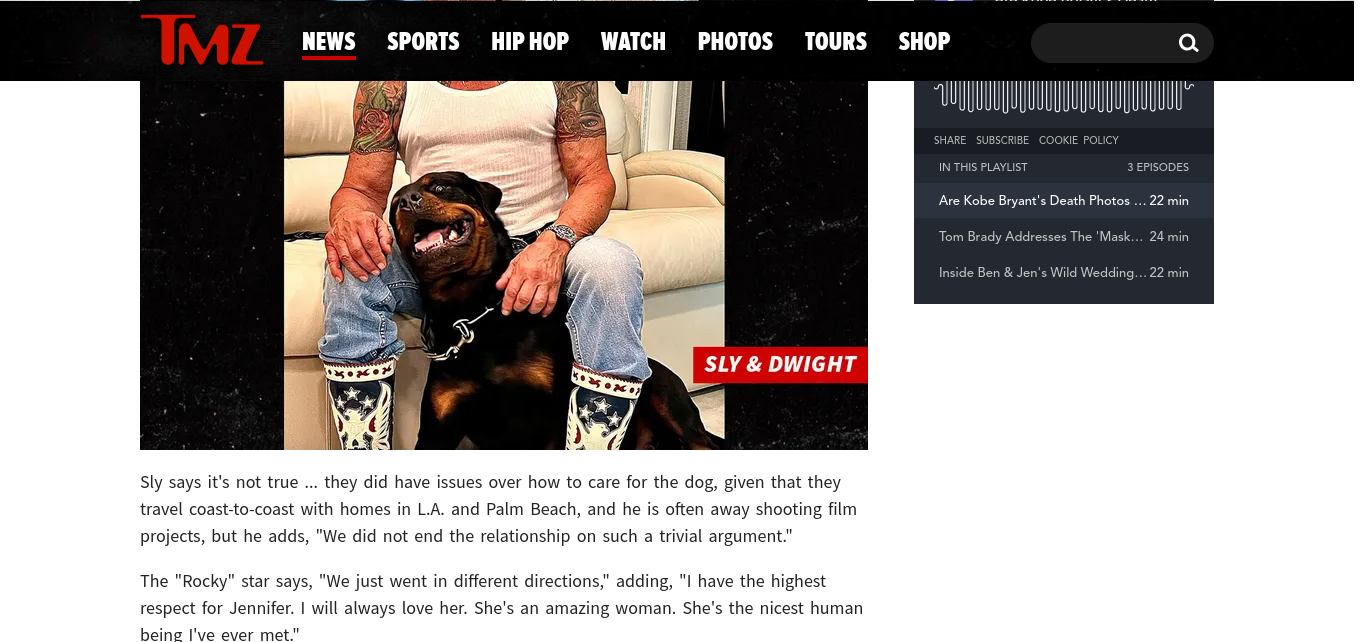 TMZ NEWS SPORTS HIP HOP WATCH PHOTOS TOURS SHOP
SHARE SUBSCRIBE COOKIE POLICY
IN THIS PLAYLIST 3 EPISODES
Are Kobe Bryant's Death Photos ... 22 min
Tom Brady Addresses The 'Mask... 24 min
Inside Ben & Jen's Wild Wedding... 22 min
SLY & DWIGHT
Sly says it's not true ... they did have issues over how to care for the dog, given that they
travel coast-to-coast with homes in L.A. and Palm Beach, and he is often away shooting film
projects, but he adds, "We did not end the relationship on such a trivial argument."
The "Rocky" star says, "We just went in different directions," adding, "I have the highest
respect for Jennifer. I will always love her. She's an amazing woman. She's the nicest human
being I've ever met."